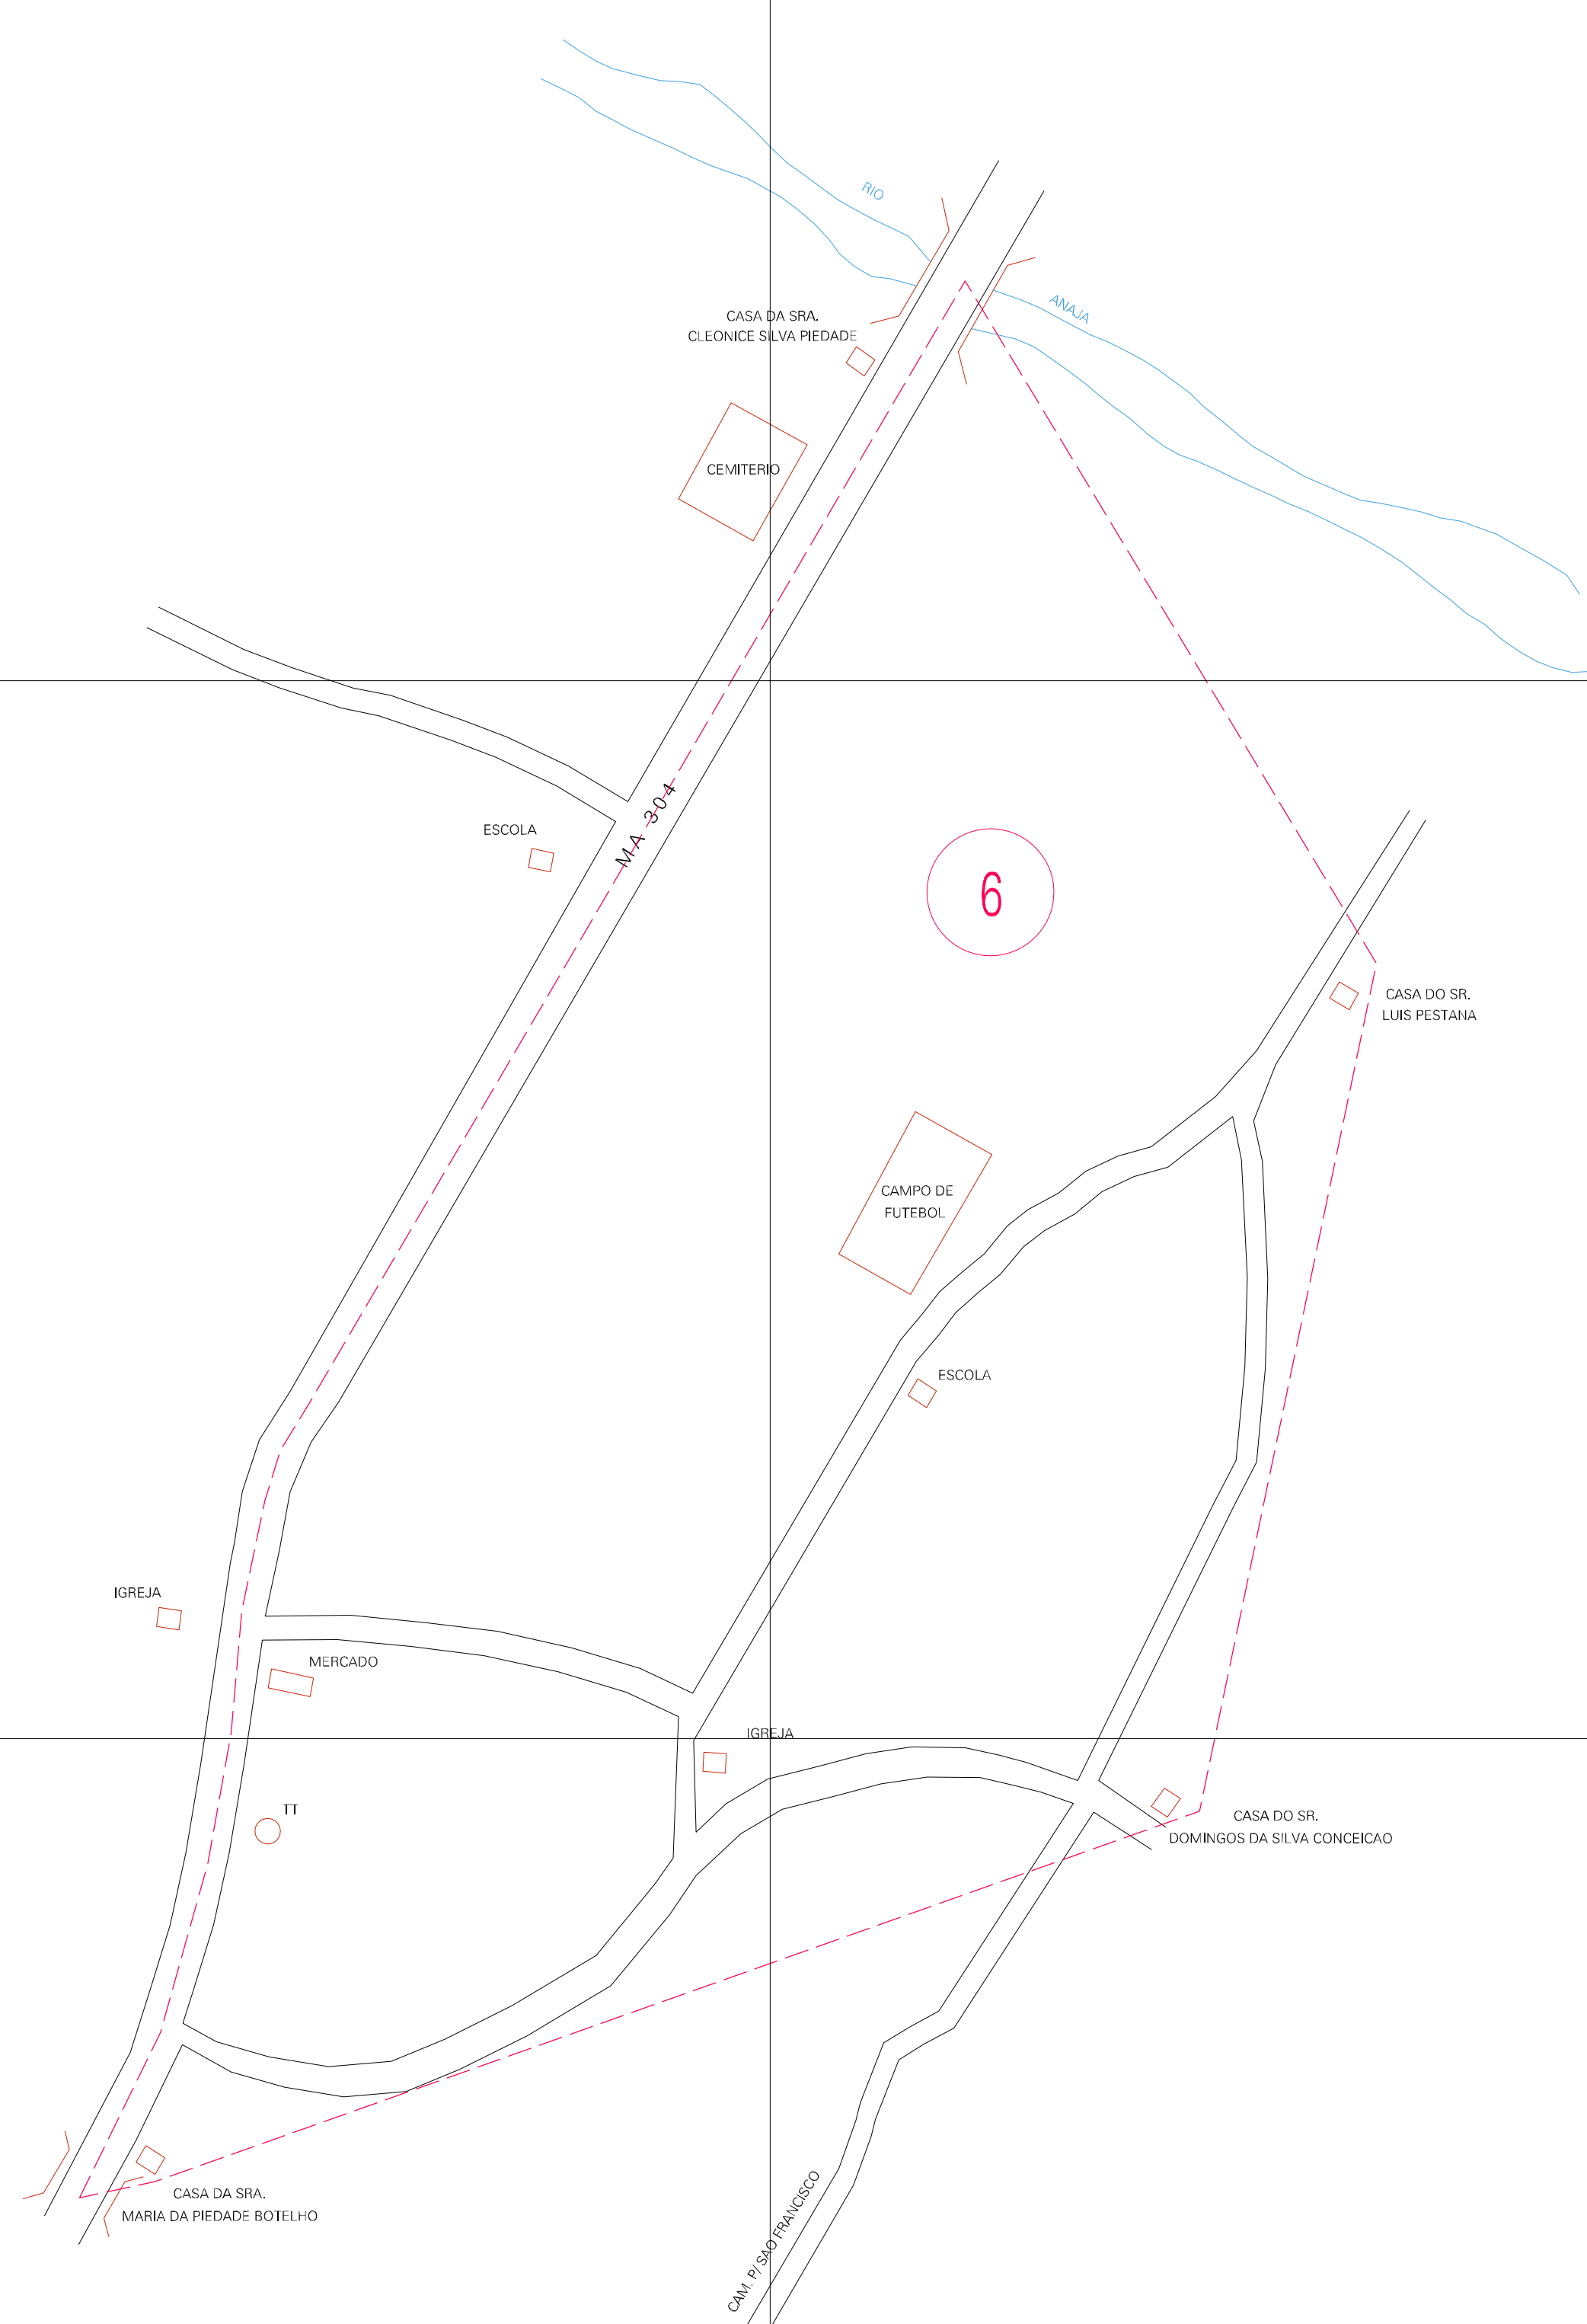 RIO
ANAJA
CASA DA SRA.
CLEONICE SILVA PIEDADE
CEMITERIO
MA 304
ESCOLA
6
CASA DO SR.
LUIS PESTANA
CAMPO DE
FUTEBOL
ESCOLA
IGREJA
MERCADO
IGREJA
TT
CASA DO SR.
DOMINGOS DA SILVA CONCEICAO
CASA DA SRA.
MARIA DA PIEDADE BOTELHO
CAM. P/ SAO FRANCISCO